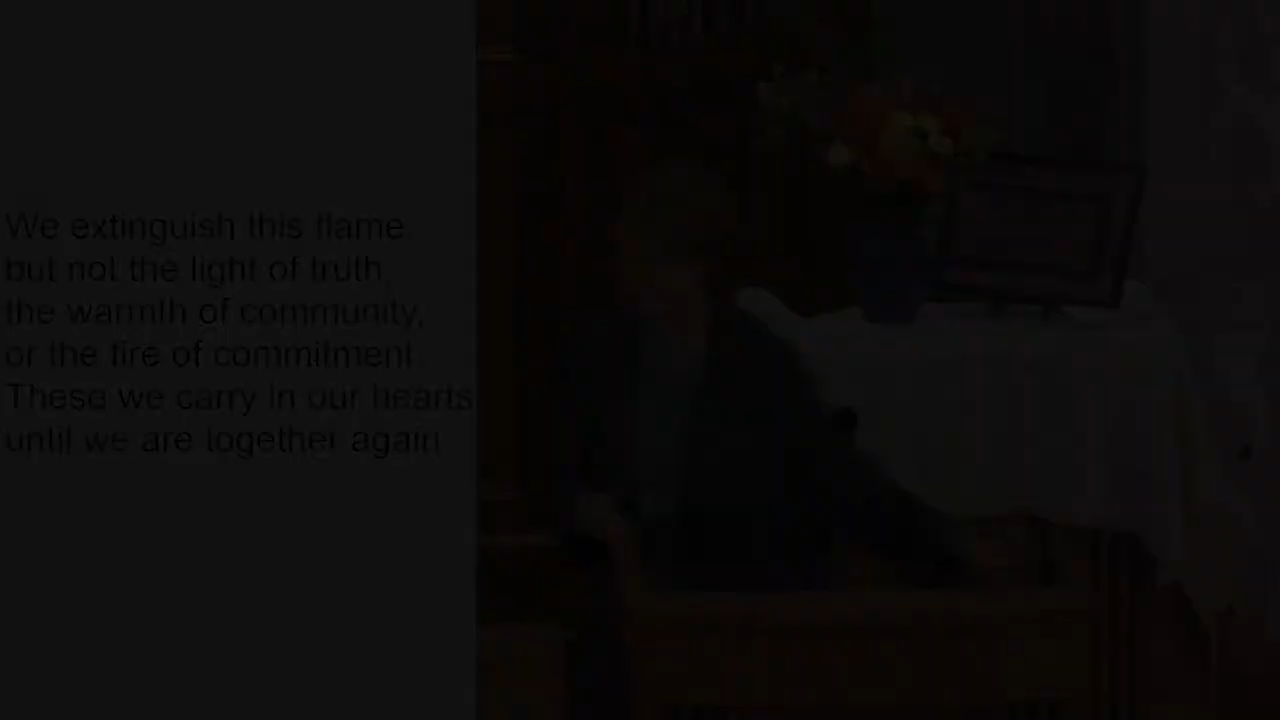 We extinguish this flame
but not the light of truth,
the warmth of community,
or the fire of commitment.
These we carry in our hearts
until we are together again.